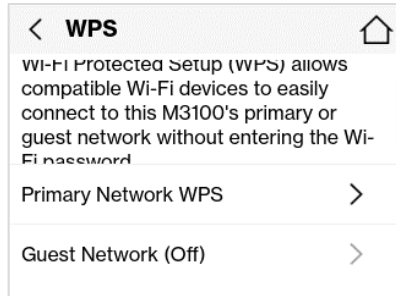 WPS
Wi-Fi Protected Setup (WPS) allows
compatible Wi-Fi devices to easily
connect to this M3100's primary or
guest network without entering the Wi-
Fi password
Primary Network WPS
Guest Network (Off)